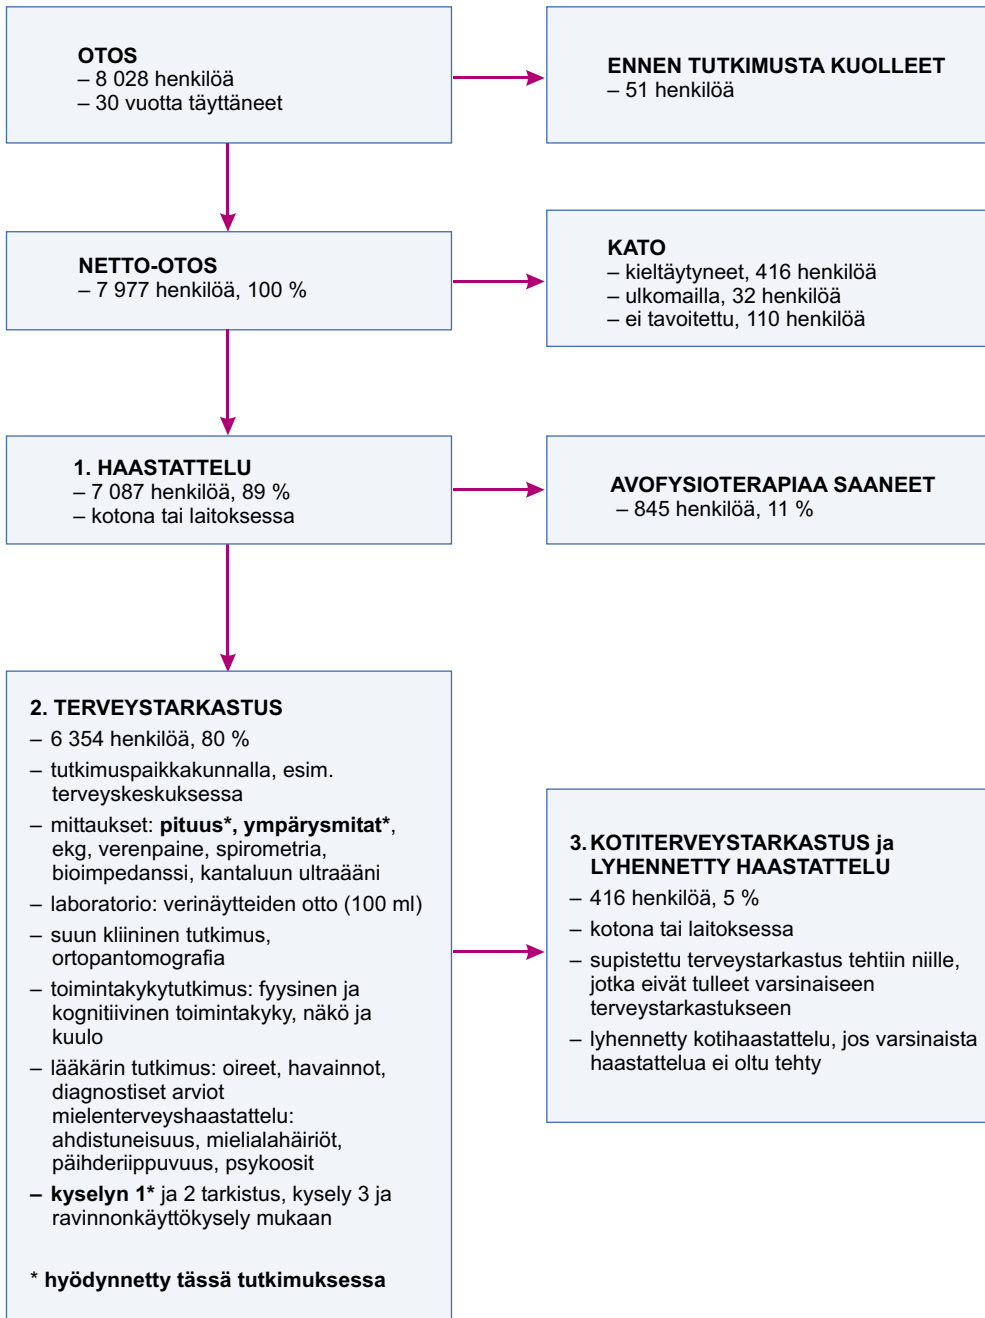 OTOS
– 8 028 henkilöä
– 30 vuotta täyttäneet
ENNEN TUTKIMUSTA KUOLLEET
– 51 henkilöä
NETTO-OTOS
– 7 977 henkilöä, 100 %
KATO
– kieltäytyneet, 416 henkilöä
– ulkomailla, 32 henkilöä
– ei tavoitettu, 110 henkilöä
1. HAASTATTELU
– 7 087 henkilöä, 89 %
– kotona tai laitoksessa
AVOFYSIOTERAPIAA SAANEET
– 845 henkilöä, 11 %
2. TERVEYSTARKASTUS
– 6 354 henkilöä, 80 %
– tutkimuspaikkakunnalla, esim.
terveyskeskuksessa
– mittaukset: pituus*, ympärysmitat*,
ekg, verenpaine, spirometria,
bioimpedanssi, kantaluun ultraääni
– laboratorio: verinäytteiden otto (100 ml)
– suun kliininen tutkimus,
ortopantomografia
– toimintakykytutkimus: fyysinen ja
kognitiivinen toimintakyky, näkö ja
kuulo
– lääkärin tutkimus: oireet, havainnot,
diagnostiset arviot
mielenterveyshaastattelu:
ahdistuneisuus, mielialahäiriöt,
päihderiippuvuus, psykoosit
– kyselyn 1* ja 2 tarkistus, kysely 3 ja
ravinnonkäyttökysely mukaan
* hyödynnetty tässä tutkimuksessa
3. KOTITERVEYSTARKASTUS ja
LYHENNETTY HAASTATTELU
– 416 henkilöä, 5 %
– kotona tai laitoksessa
– supistettu terveystarkastus tehtiin niille,
jotka eivät tulleet varsinaiseen
terveystarkastukseen
– lyhennetty kotihaastattelu, jos varsinaista
haastattelua ei oltu tehty